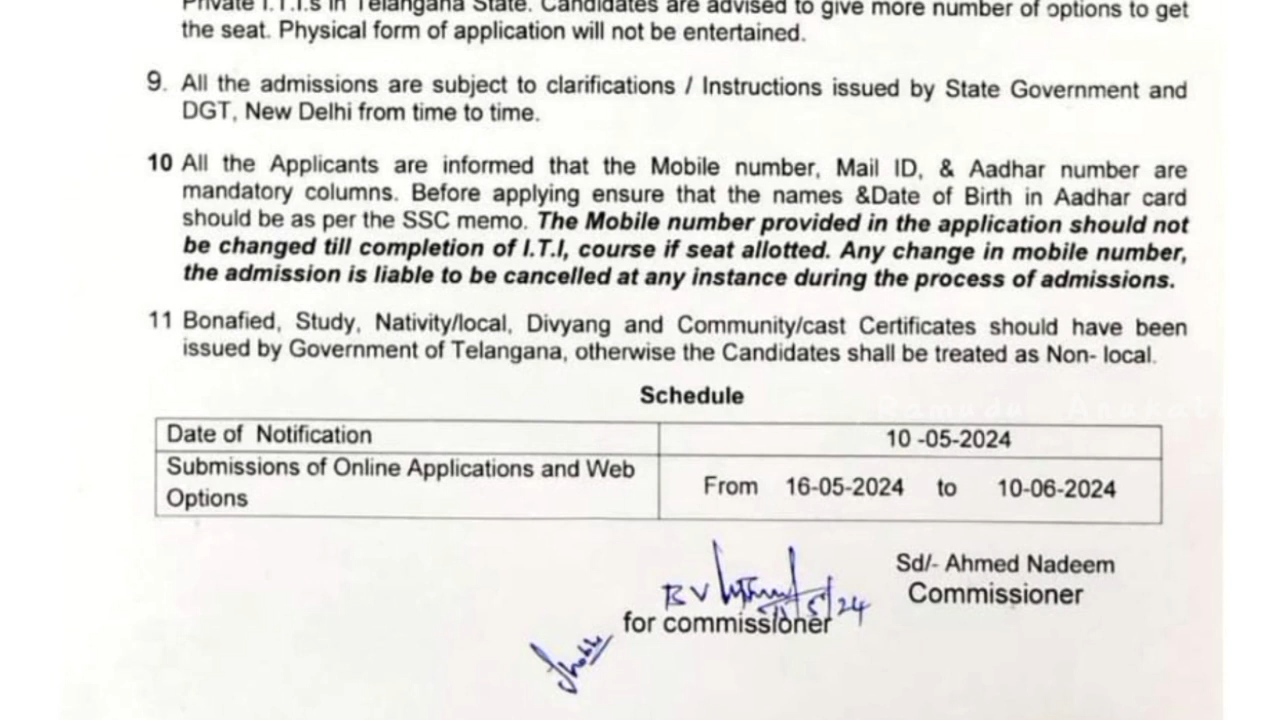 Private I.T.I.s in Telangana State. Candidates are advised to give more number of options to get
the seat. Physical form of application will not be entertained.
9. All the admissions are subject to clarifications / Instructions issued by State Government and
DGT, New Delhi from time to time.
10 All the Applicants are informed that the Mobile number, Mail ID, & Aadhar number are
mandatory columns. Before applying ensure that the names &Date of Birth in Aadhar card
should be as per the SSC memo. The Mobile number provided in the application should not
be changed till completion of I.T.I, course if seat allotted. Any change in mobile number,
the admission is liable to be cancelled at any instance during the process of admissions.
11 Bonafied, Study, Nativity/local, Divyang and Community/cast Certificates should have been
issued by Government of Telangana, otherwise the Candidates shall be treated as Non- local.
Schedule
Date of Notification 10 -05-2024
Submissions of Online Applications and Web
Options
From 16-05-2024 to 10-06-2024
Sd/- Ahmed Nadeem
Commissioner
for commissioner